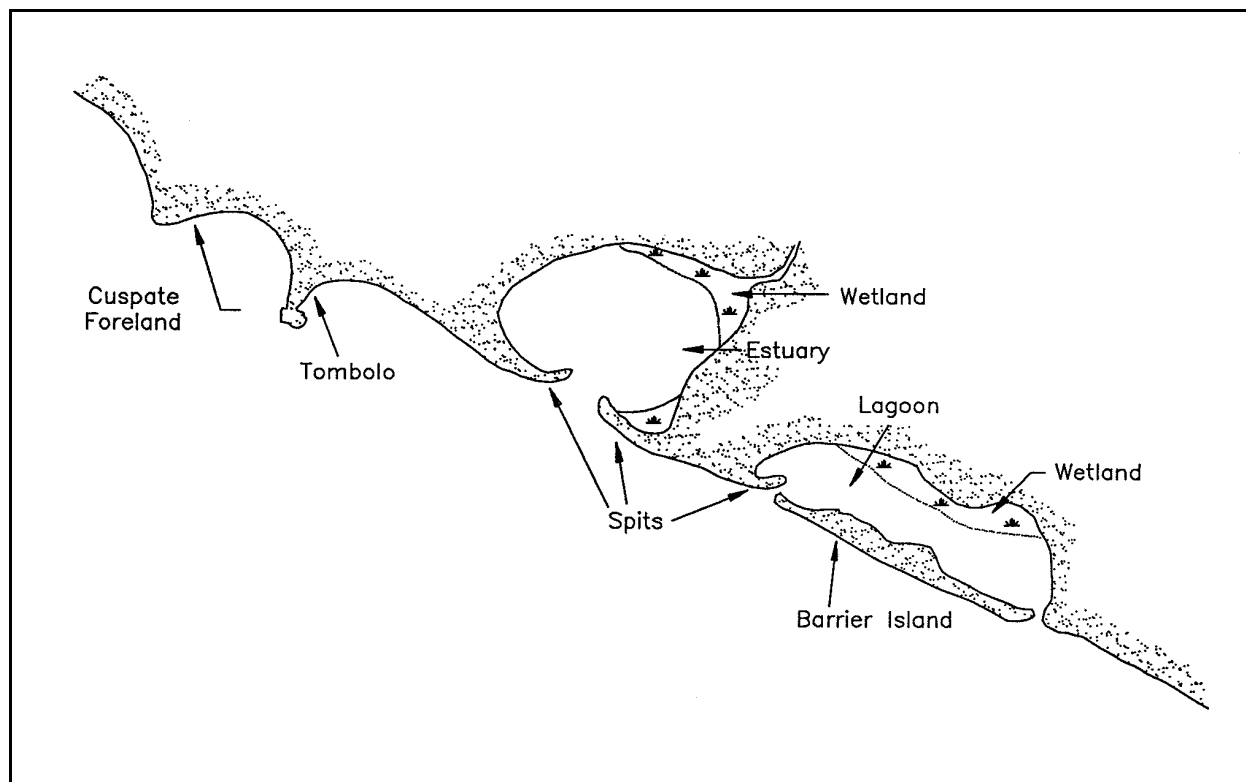 Cuspate
Foreland
Tombolo
Wetland
Estuary
Lagoon
Wetland
Spits
Barrier Island